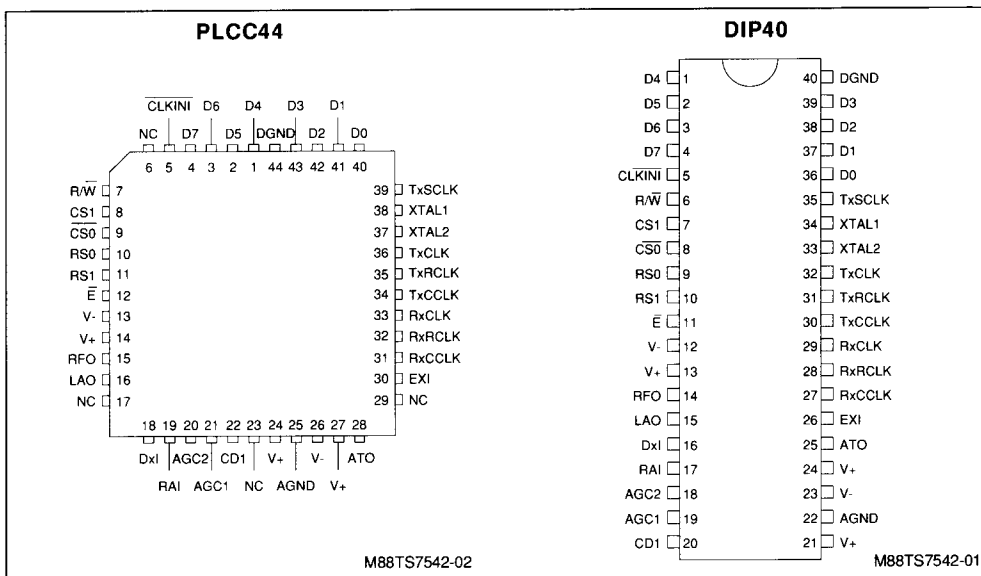 PLCC44
CLKINI D6 D4 D3 D1
NC D7 D5 DGND D2 D0
6 5 4 3 2 1 44 43 42 41 40
R/W 7 39 TxSCLK
CS1 8 38 XTAL1
CS0 9 37 XTAL2
RS0 10 36 TxCLK
RS1 11 35 TxRCLK
E 12 34 TxCCLK
V- 13 33 RxCLK
V+ 14 32 RxRCLK
RFO 15 31 RxCCLK
LAO 16 30 EXI
NC 17 29 NC
18 19 20 21 22 23 24 25 26 27 28
DxI AGC2 CD1 V+ V- ATO
RAI AGC1 NC AGND V+
M88TS7542-02
DIP40
D4 1 40 DGND
D5 2 39 D3
D6 3 38 D2
D7 4 37 D1
CLKINI 5 36 D0
R/W 6 35 TxSCLK
CS1 7 34 XTAL1
CS0 8 33 XTAL2
RS0 9 32 TxCLK
RS1 10 31 TxRCLK
E 11 30 TxCCLK
V- 12 29 RxCLK
V+ 13 28 RxRCLK
RFO 14 27 RxCCLK
LAO 15 26 EXI
DxI 16 25 ATO
RAI 17 24 V+
AGC2 18 23 V-
AGC1 19 22 AGND
CD1 20 21 V+
M88TS7542-01